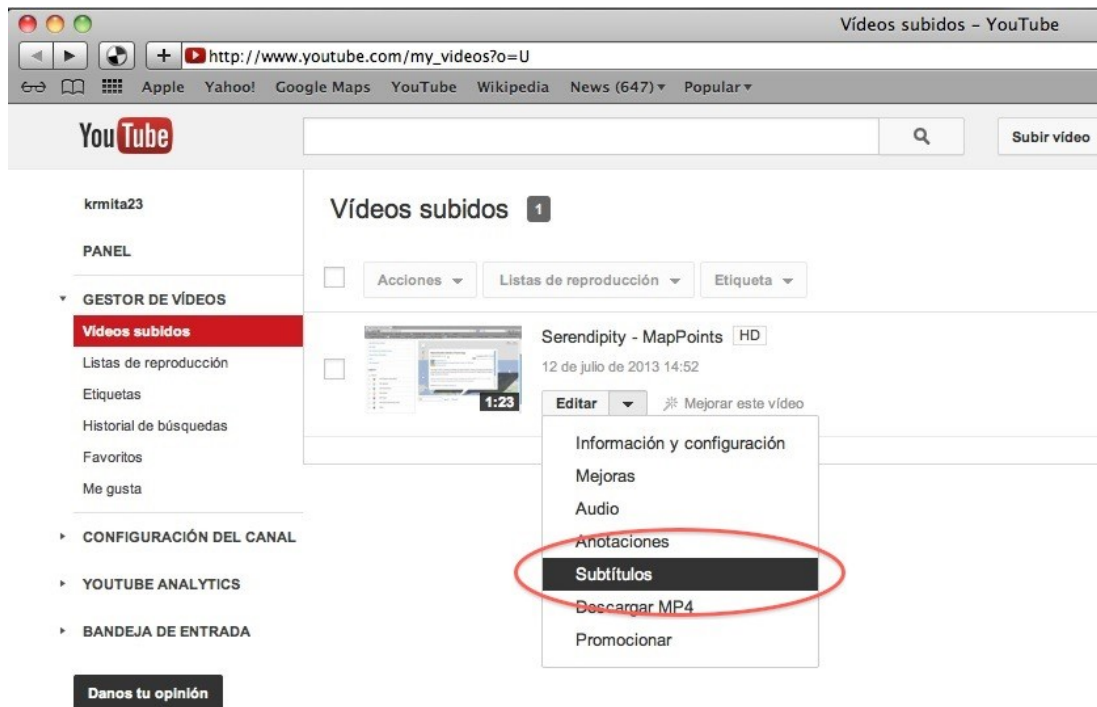 Vídeos subidos – YouTube
http://www.youtube.com/my_videos?o=U
Apple Yahoo! Google Maps YouTube Wikipedia News (647) Popular
YouTube
Subir vídeo
krmita23
PANEL
GESTOR DE VÍDEOS
Vídeos subidos
Listas de reproducción
Etiquetas
Historial de búsquedas
Favoritos
Me gusta
CONFIGURACIÓN DEL CANAL
YOUTUBE ANALYTICS
BANDEJA DE ENTRADA
Danos tu opinión
Vídeos subidos 1
Acciones Listas de reproducción Etiqueta
1:23
Serendipity - MapPoints HD
12 de julio de 2013 14:52
Editar Mejorar este vídeo
Información y configuración
Mejoras
Audio
Anotaciones
Subtítulos
Descargar MP4
Promocionar